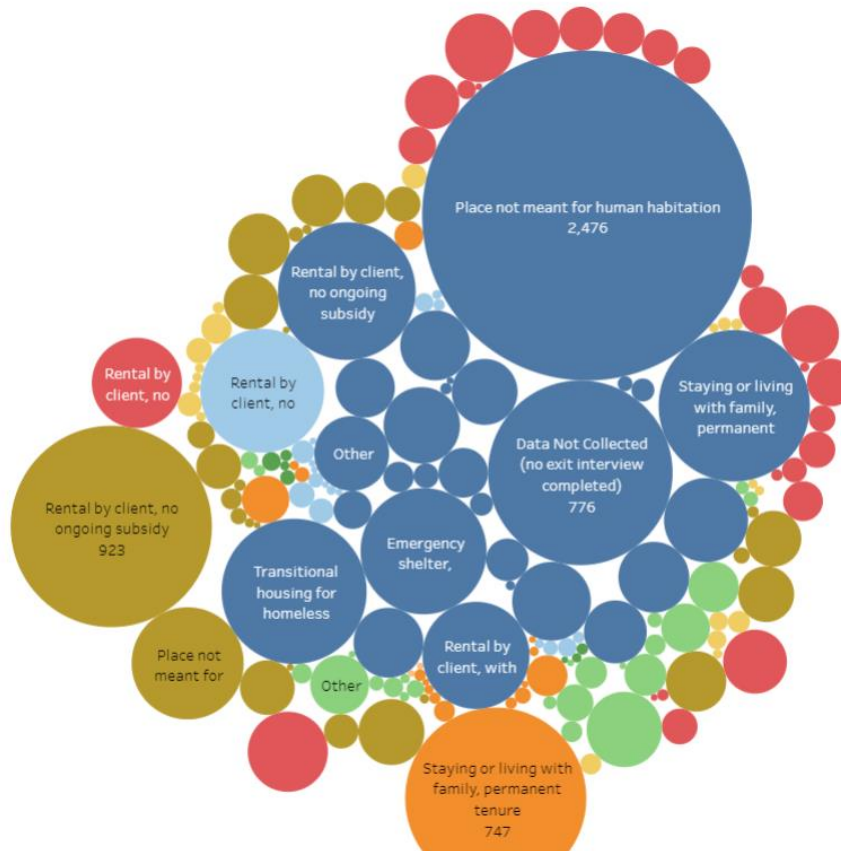 Place not meant for human habitation
2,476
Rental by client,
no ongoing
subsidy
Rental by
client, no
Rental by
client, no
Staying or living
with family,
permanent
Other
Data Not Collected
(no exit interview
completed)
776
Rental by client, no
ongoing subsidy
923
Emergency
shelter,
Transitional
housing for
homeless
Rental by
client, with
Place not
meant for
Other
Staying or living with
family, permanent
tenure
747